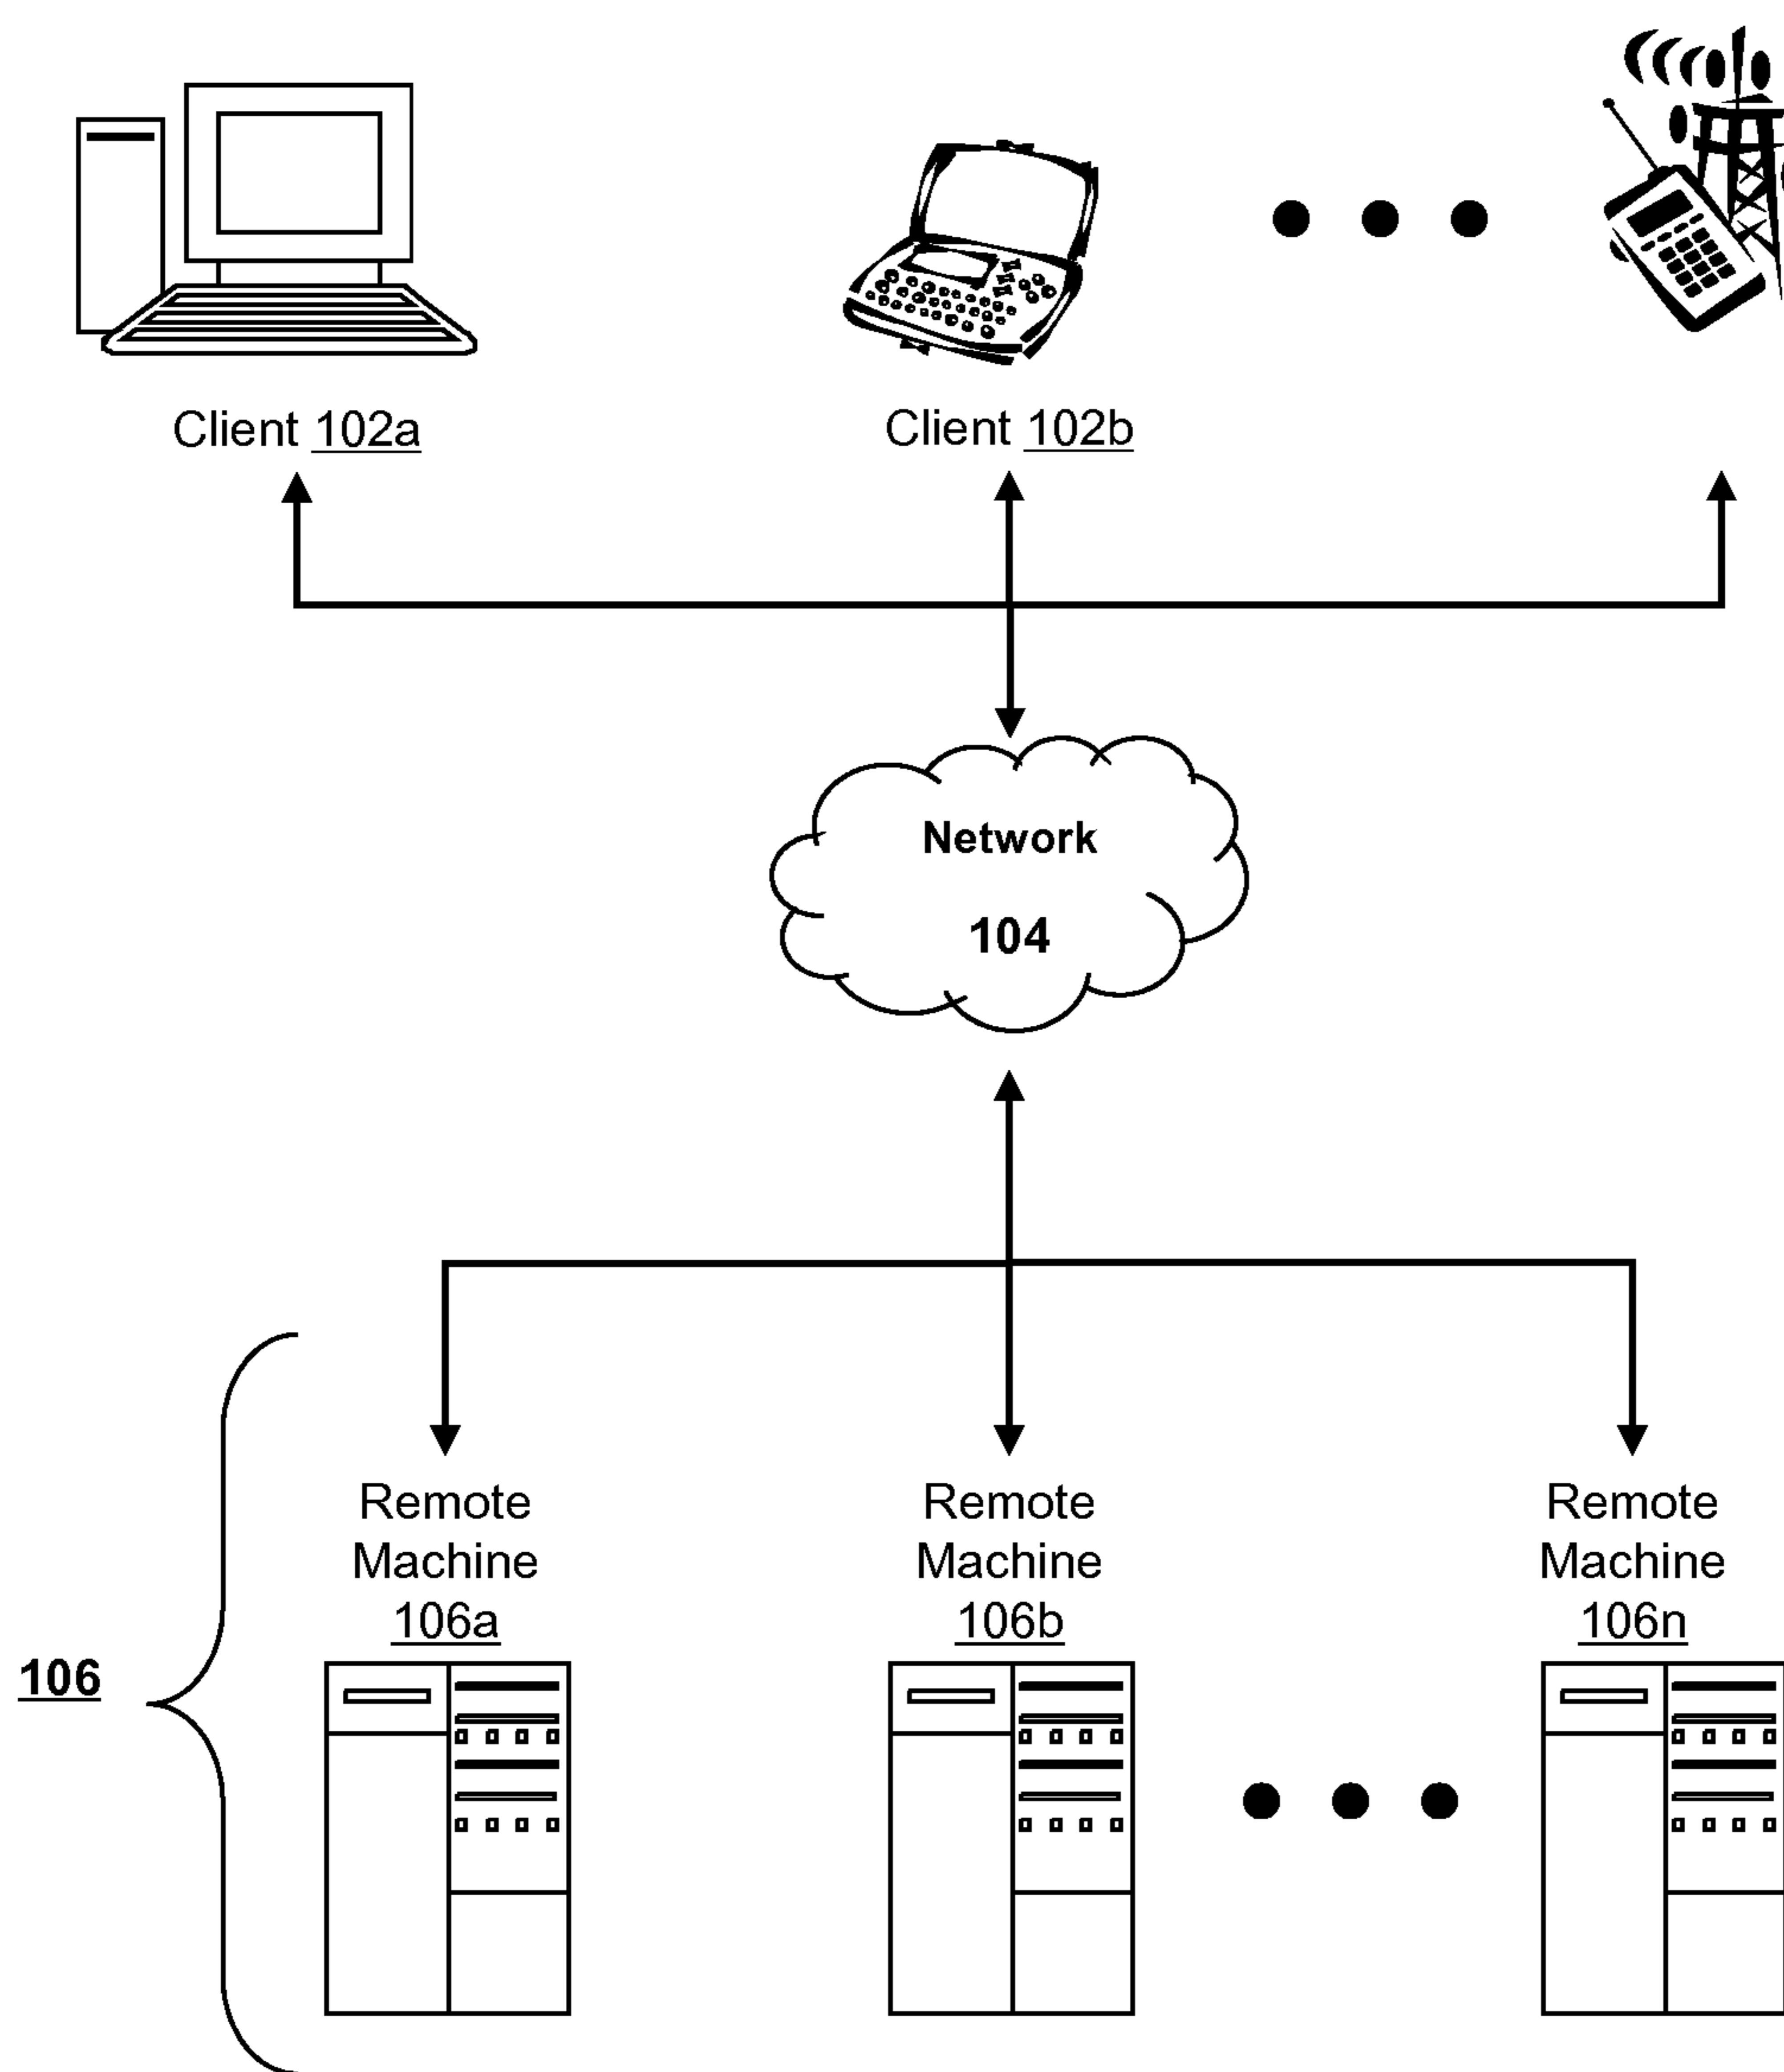 Client 102a
Client 102b
Network
104
Remote
Machine
106a
Remote
Machine
106b
Remote
Machine
106n
106